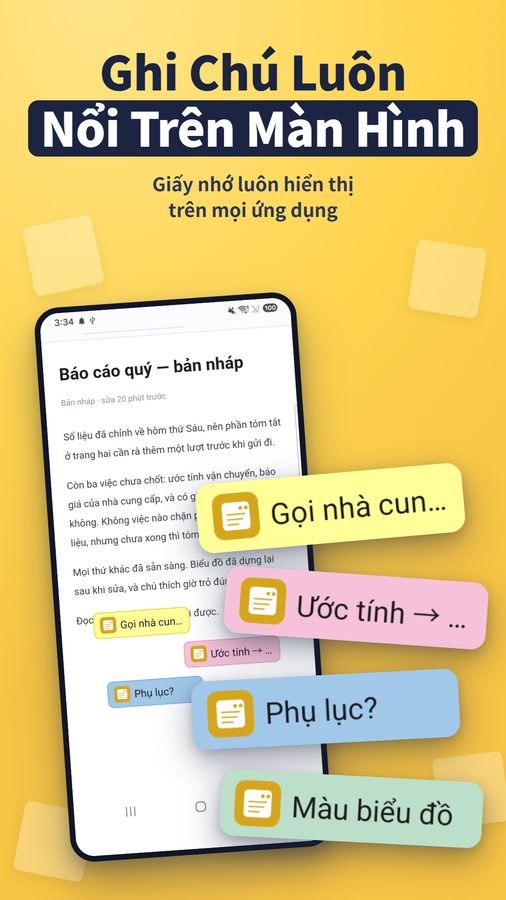 Ghi Chú Luôn
Nổi Trên Màn Hình
Giấy nhớ luôn hiển thị
trên mọi ứng dụng
3:34
100
Báo cáo quý — bản nháp
Bản nháp · sửa 20 phút trước
Số liệu đã chỉnh về hôm thứ Sáu, nên phần tóm tắt
ở trang hai cần rà thêm một lượt trước khi gửi đi.
Còn ba việc chưa chốt: ước tính vận chuyển, báo
giá của nhà cung cấp, và có
không. Không việc nào chặn
liệu, nhưng chưa xong thì tóm
Mọi thứ khác đã sẵn sàng. Biểu đồ đã dựng lại
sau khi sửa, và chú thích giờ trỏ
được.
Gọi nhà cun...
Ước tính → ...
Phụ lục?
Gọi nhà cun...
Ước tính → ...
Phụ lục?
Màu biểu đồ